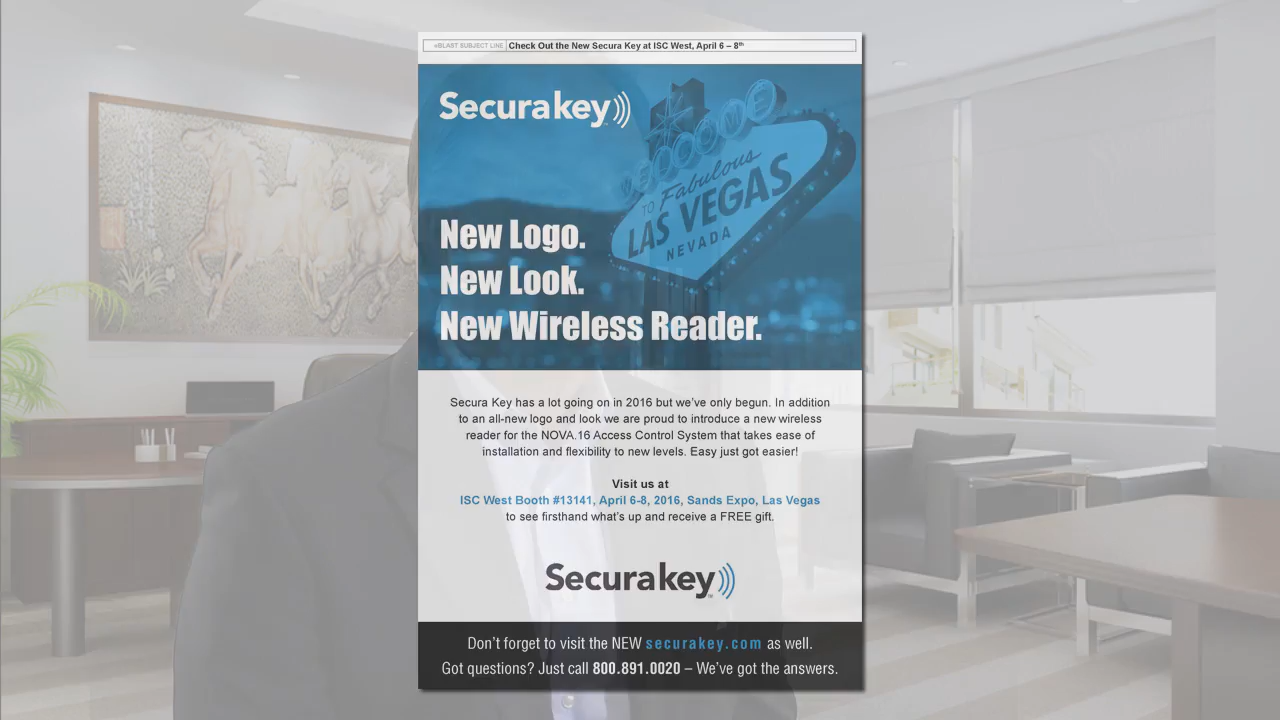 eBLAST SUBJECT LINE Check Out the New Secura Key at ISC West, April 6 – 8th
Securakey
WELCOME
TO Fabulous
LAS VEGAS
NEVADA
New Logo.
New Look.
New Wireless Reader.
Secura Key has a lot going on in 2016 but we've only begun. In addition
to an all-new logo and look we are proud to introduce a new wireless
reader for the NOVA.16 Access Control System that takes ease of
installation and flexibility to new levels. Easy just got easier!
Visit us at
ISC West Booth #13141, April 6-8, 2016, Sands Expo, Las Vegas
to see firsthand what's up and receive a FREE gift.
Securakey
Don't forget to visit the NEW securakey.com as well.
Got questions? Just call 800.891.0020 – We've got the answers.